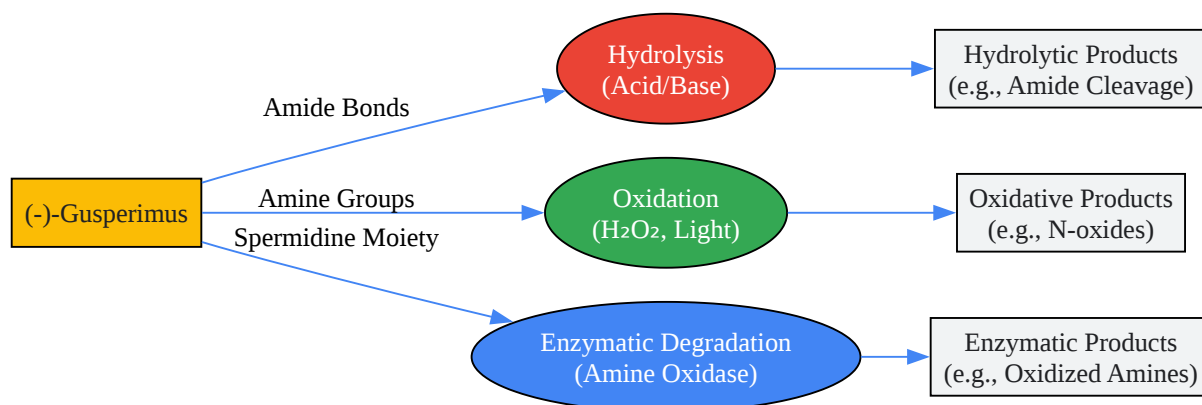 Hydrolysis
(Acid/Base)
Hydrolytic Products
(e.g., Amide Cleavage)
Amide Bonds
(-)-Gusperimus
Amine Groups
Oxidation
(H₂O₂, Light)
Oxidative Products
(e.g., N-oxides)
Spermidine Moiety
Enzymatic Degradation
(Amine Oxidase)
Enzymatic Products
(e.g., Oxidized Amines)